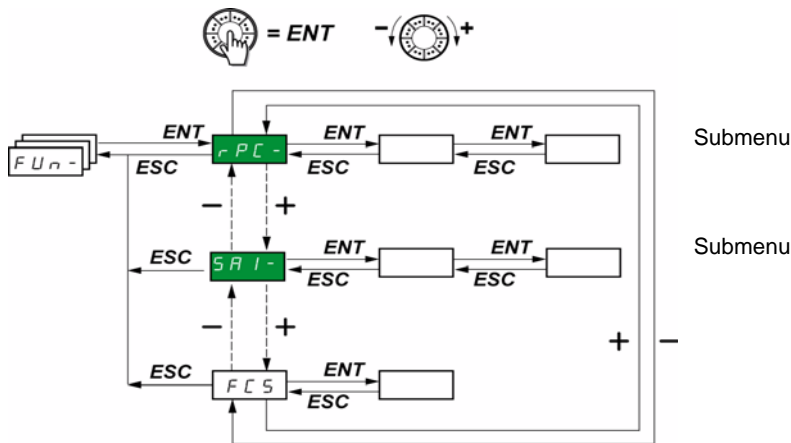 = ENT - +
ENT ENT ENT Submenu
FUn- rPC-
ESC ESC ESC
- +
ENT ENT Submenu
ESC SAI-
ESC ESC
- + + -
ENT
ESC FCS
ESC